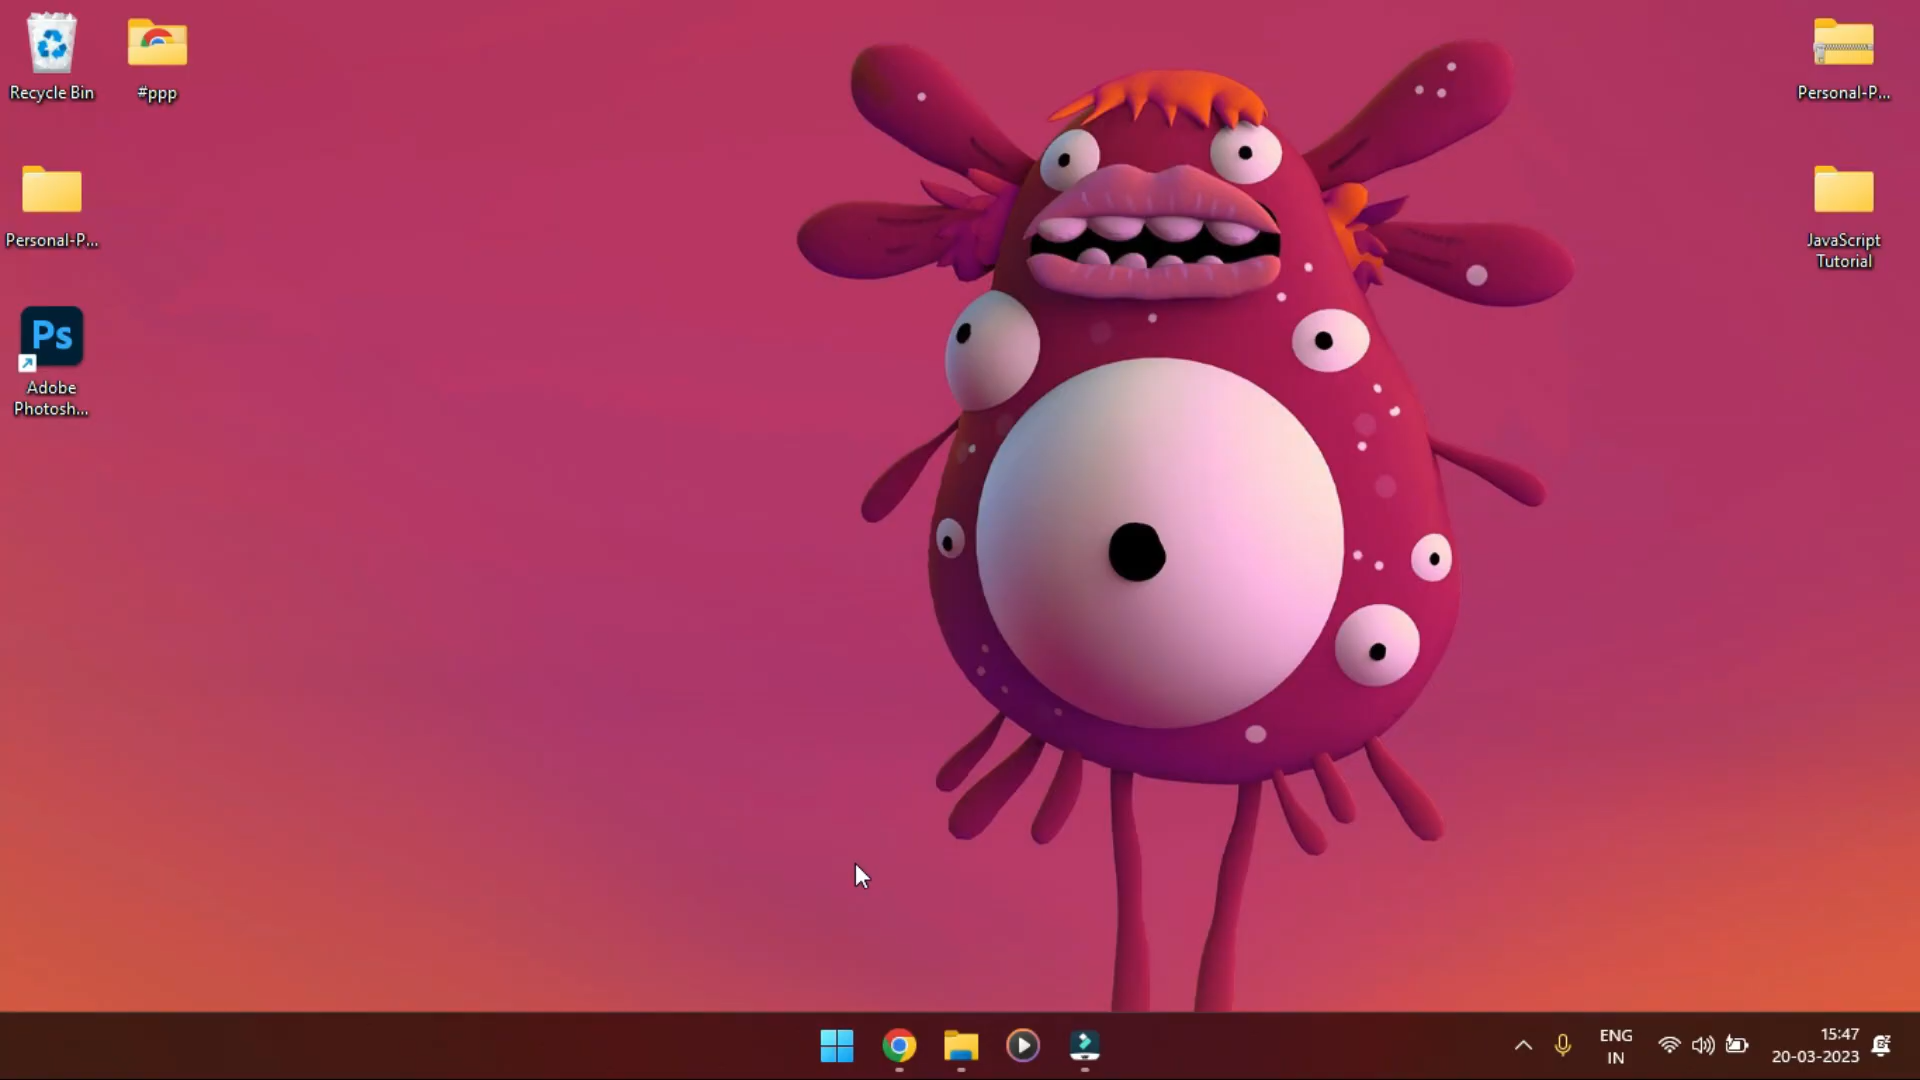 Recycle Bin
#ppp
Personal-P...
Personal-P...
JavaScript
Tutorial
Ps
Adobe
Photosh...
ENG
IN
15:47
20-03-2023